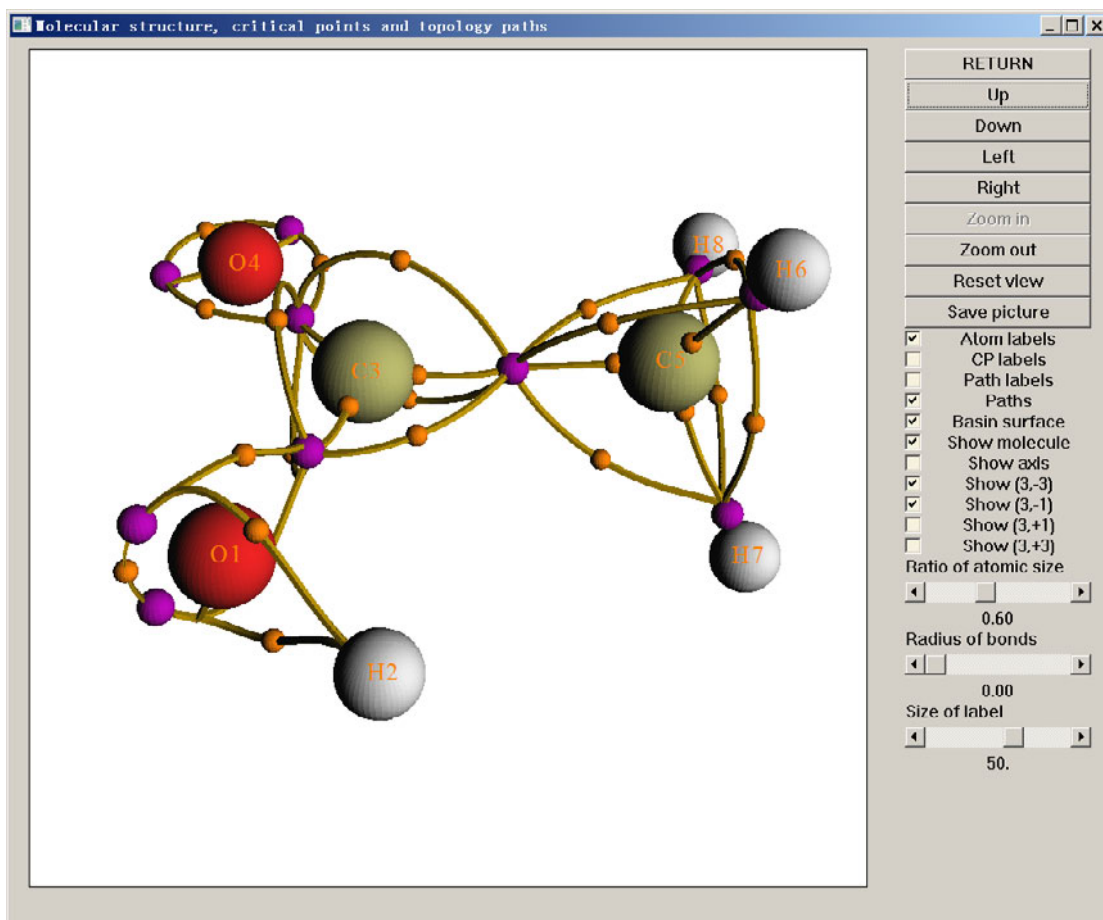 Molecular structure, critical points and topology paths
RETURN
Up
Down
Left
Right
Zoom in
Zoom out
Reset view
Save picture
Atom labels
CP labels
Path labels
Paths
Basin surface
Show molecule
Show axis
Show (3,-3)
Show (3,-1)
Show (3,+1)
Show (3,+3)
Ratio of atomic size
0.60
Radius of bonds
0.00
Size of label
50.
H8
H6
O4
C3
C5
O1
H7
H2